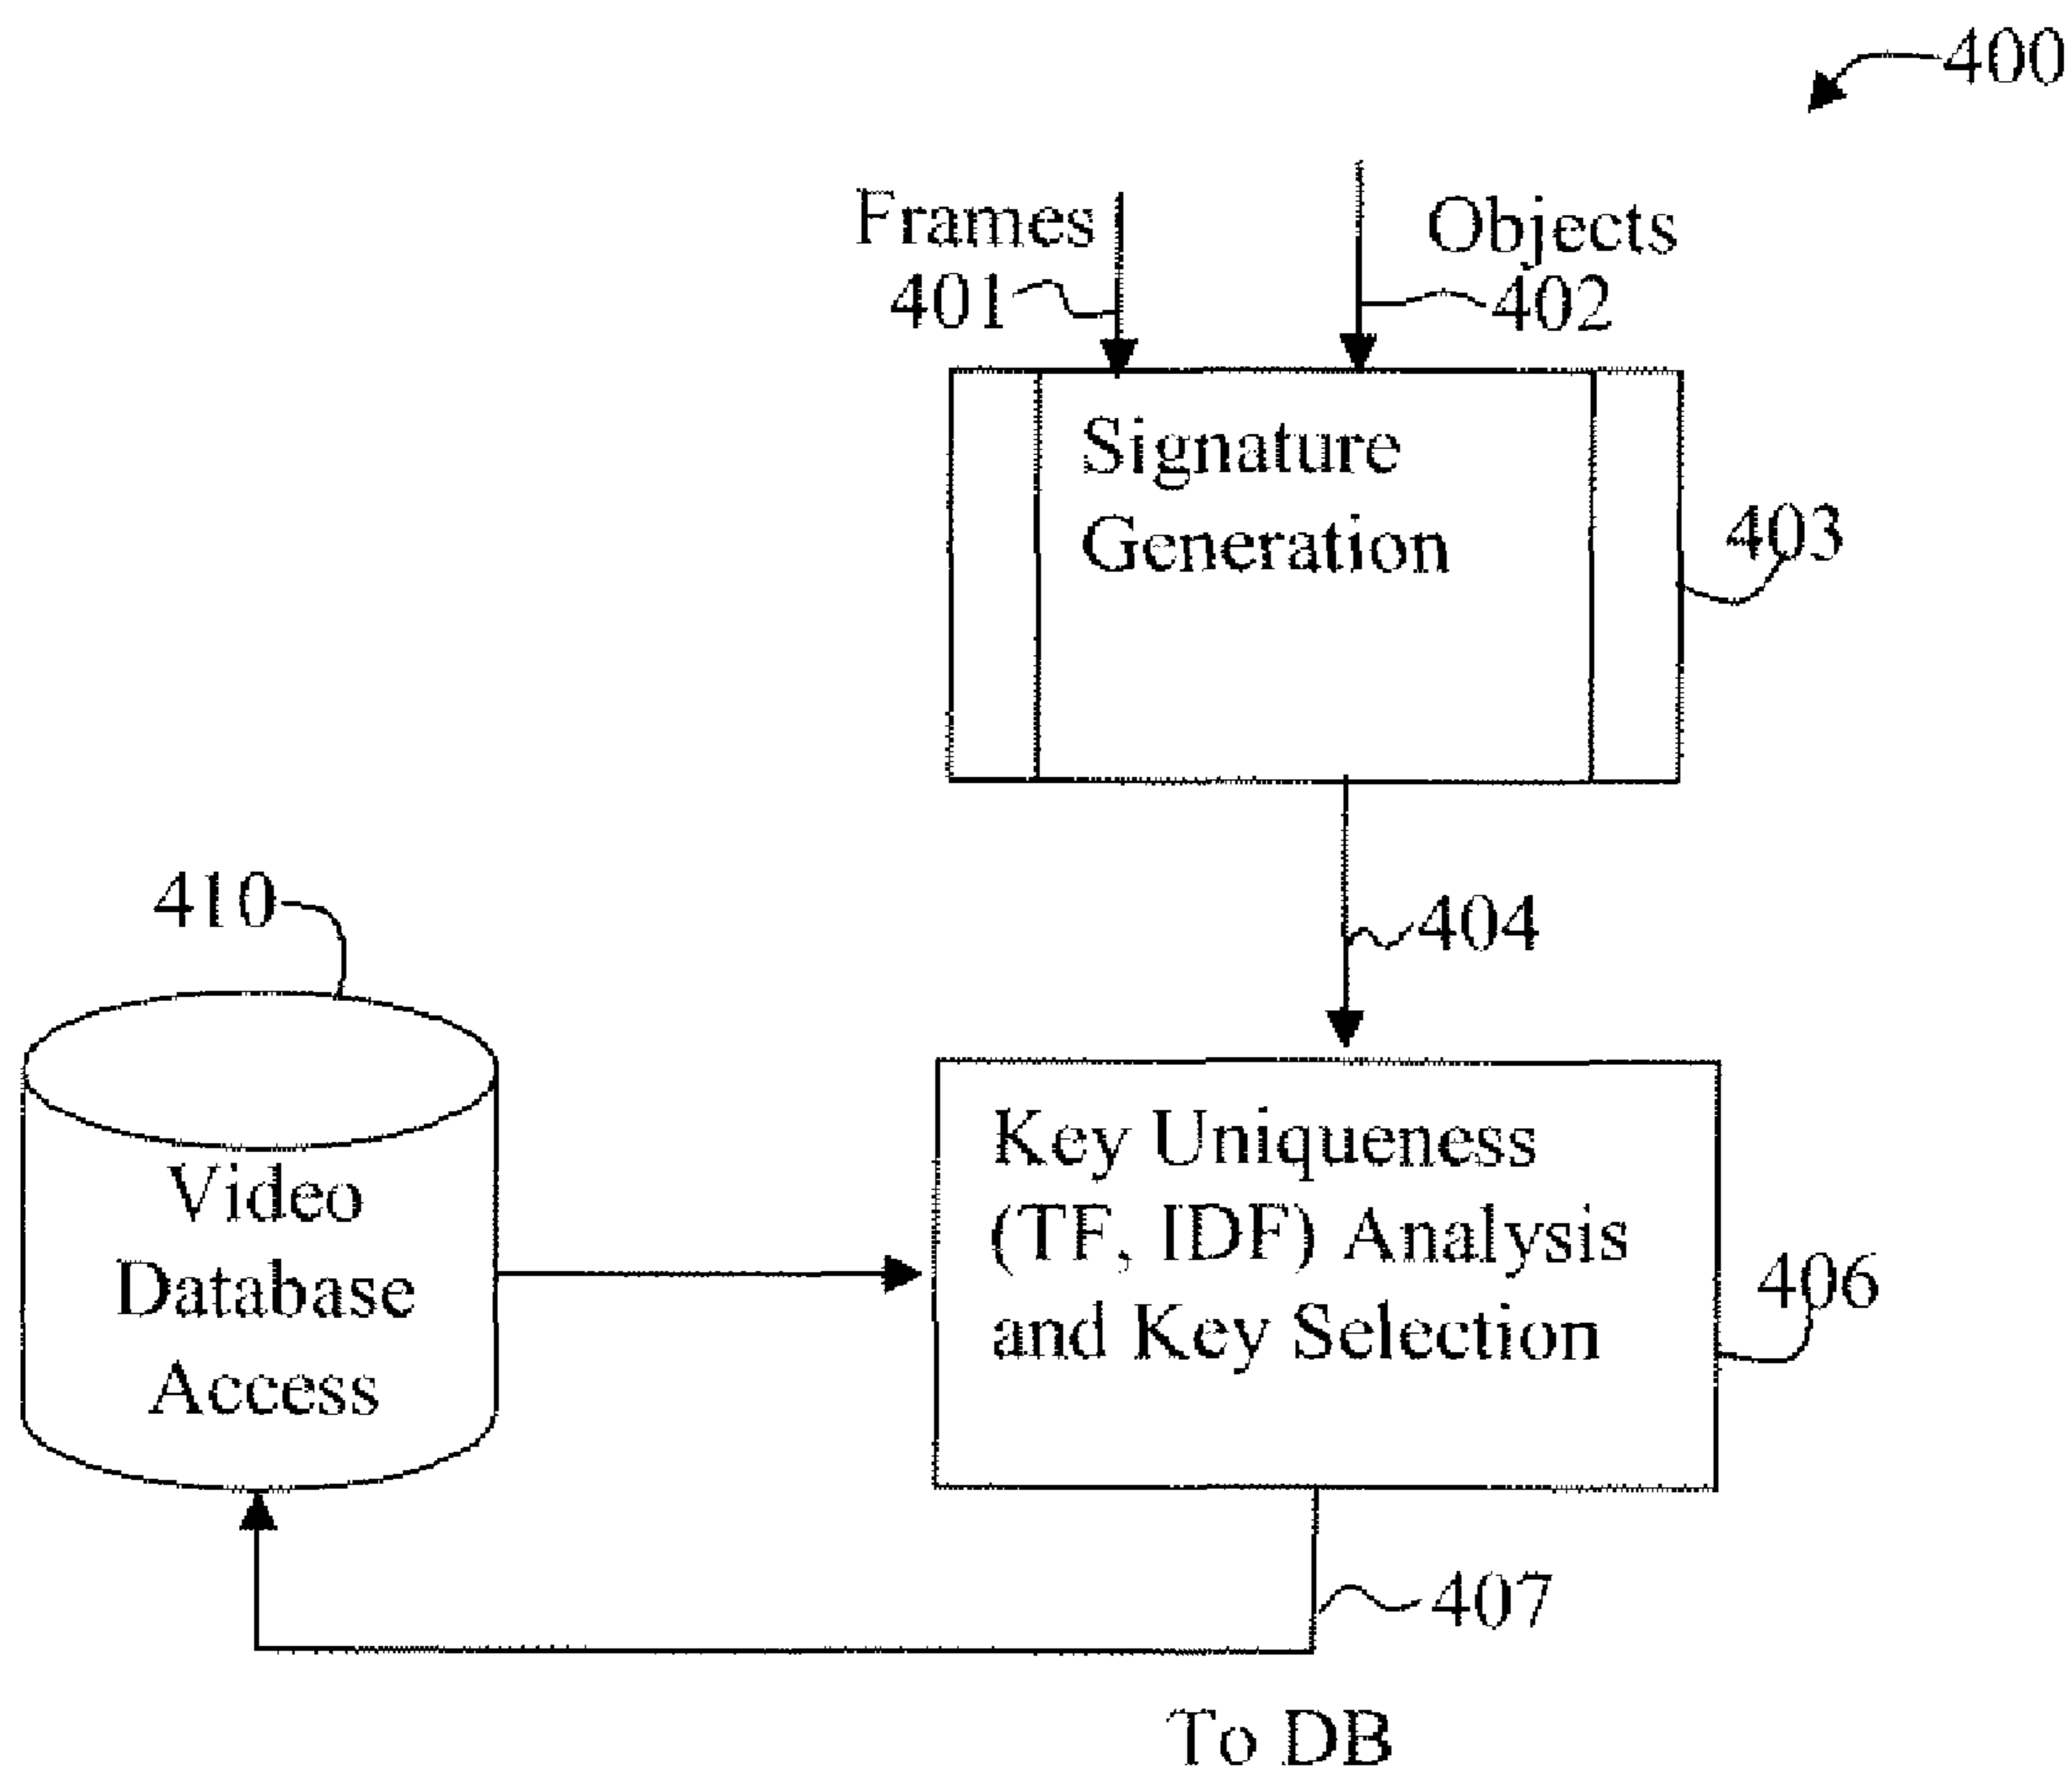 400
Frames
401
Objects
402
Signature
Generation
403
404
410
Video
Database
Access
Key Uniqueness
(TF, IDF) Analysis
and Key Selection
406
407
To DB